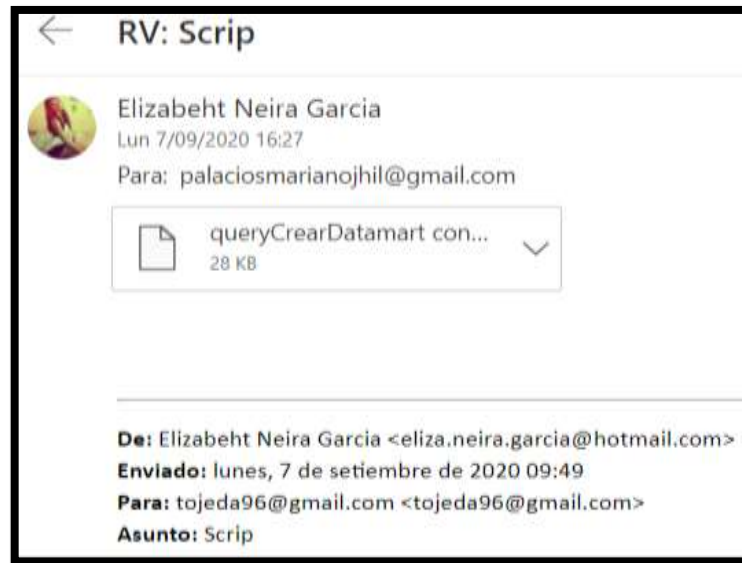 RV: Scrip
Elizabeht Neira Garcia
Lun 7/09/2020 16:27
Para: palaciosmarianojhil@gmail.com
queryCrearDatamart con...
28 KB
De: Elizabeht Neira Garcia <eliza.neira.garcia@hotmail.com>
Enviado: lunes, 7 de setiembre de 2020 09:49
Para: tojeda96@gmail.com <tojeda96@gmail.com>
Asunto: Scrip